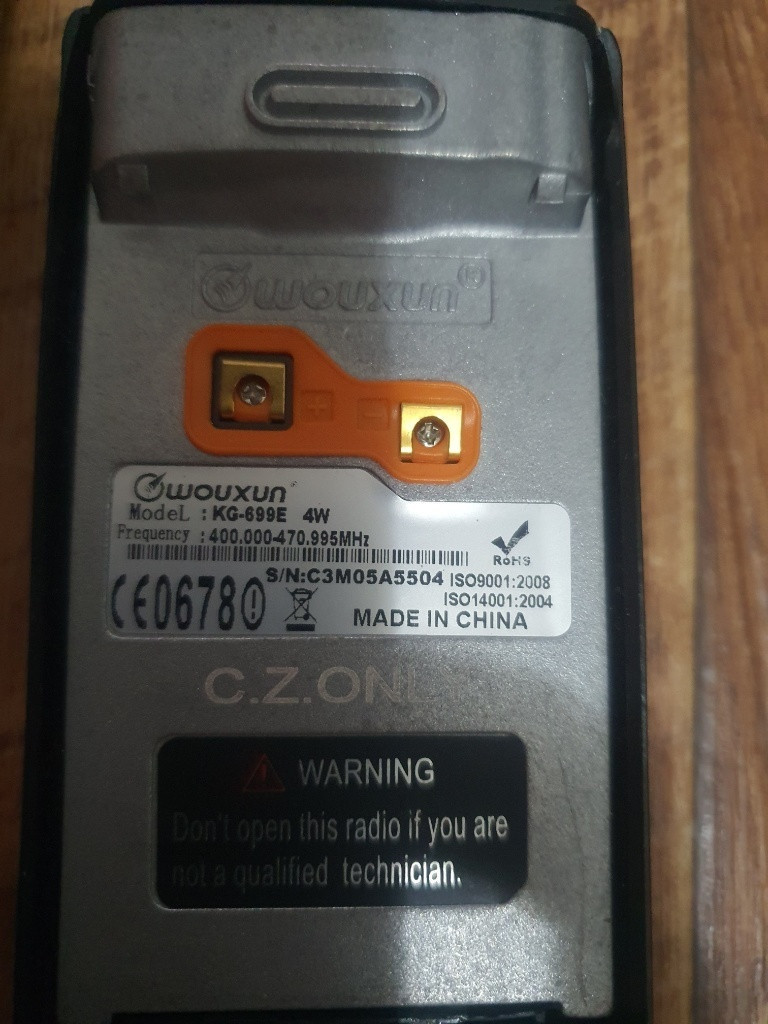 wouxun®
+ -
wouxun®
Model : KG-699E 4W
Frequency : 400.000-470.995MHz
RoHS
S/N:C3M05A5504 ISO9001:2008
ISO14001:2004
CE0678!
MADE IN CHINA
C.Z.ONLY
WARNING
Don't open this radio if you are
not a qualified technician.